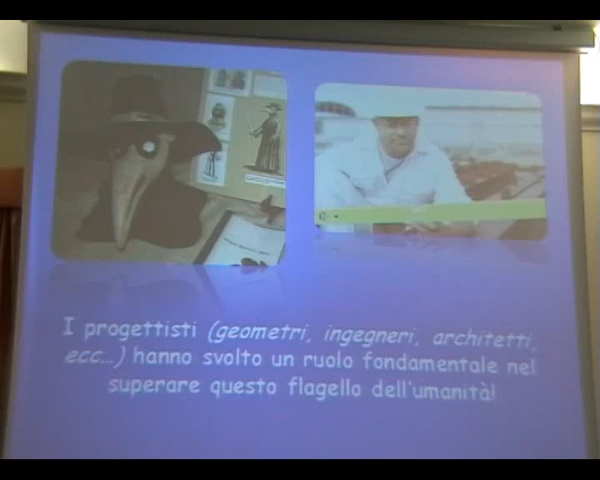 I progettisti (geometri, ingegneri, architetti,
ecc...) hanno svolto un ruolo fondamentale nel
superare questo flagello dell'umanità!